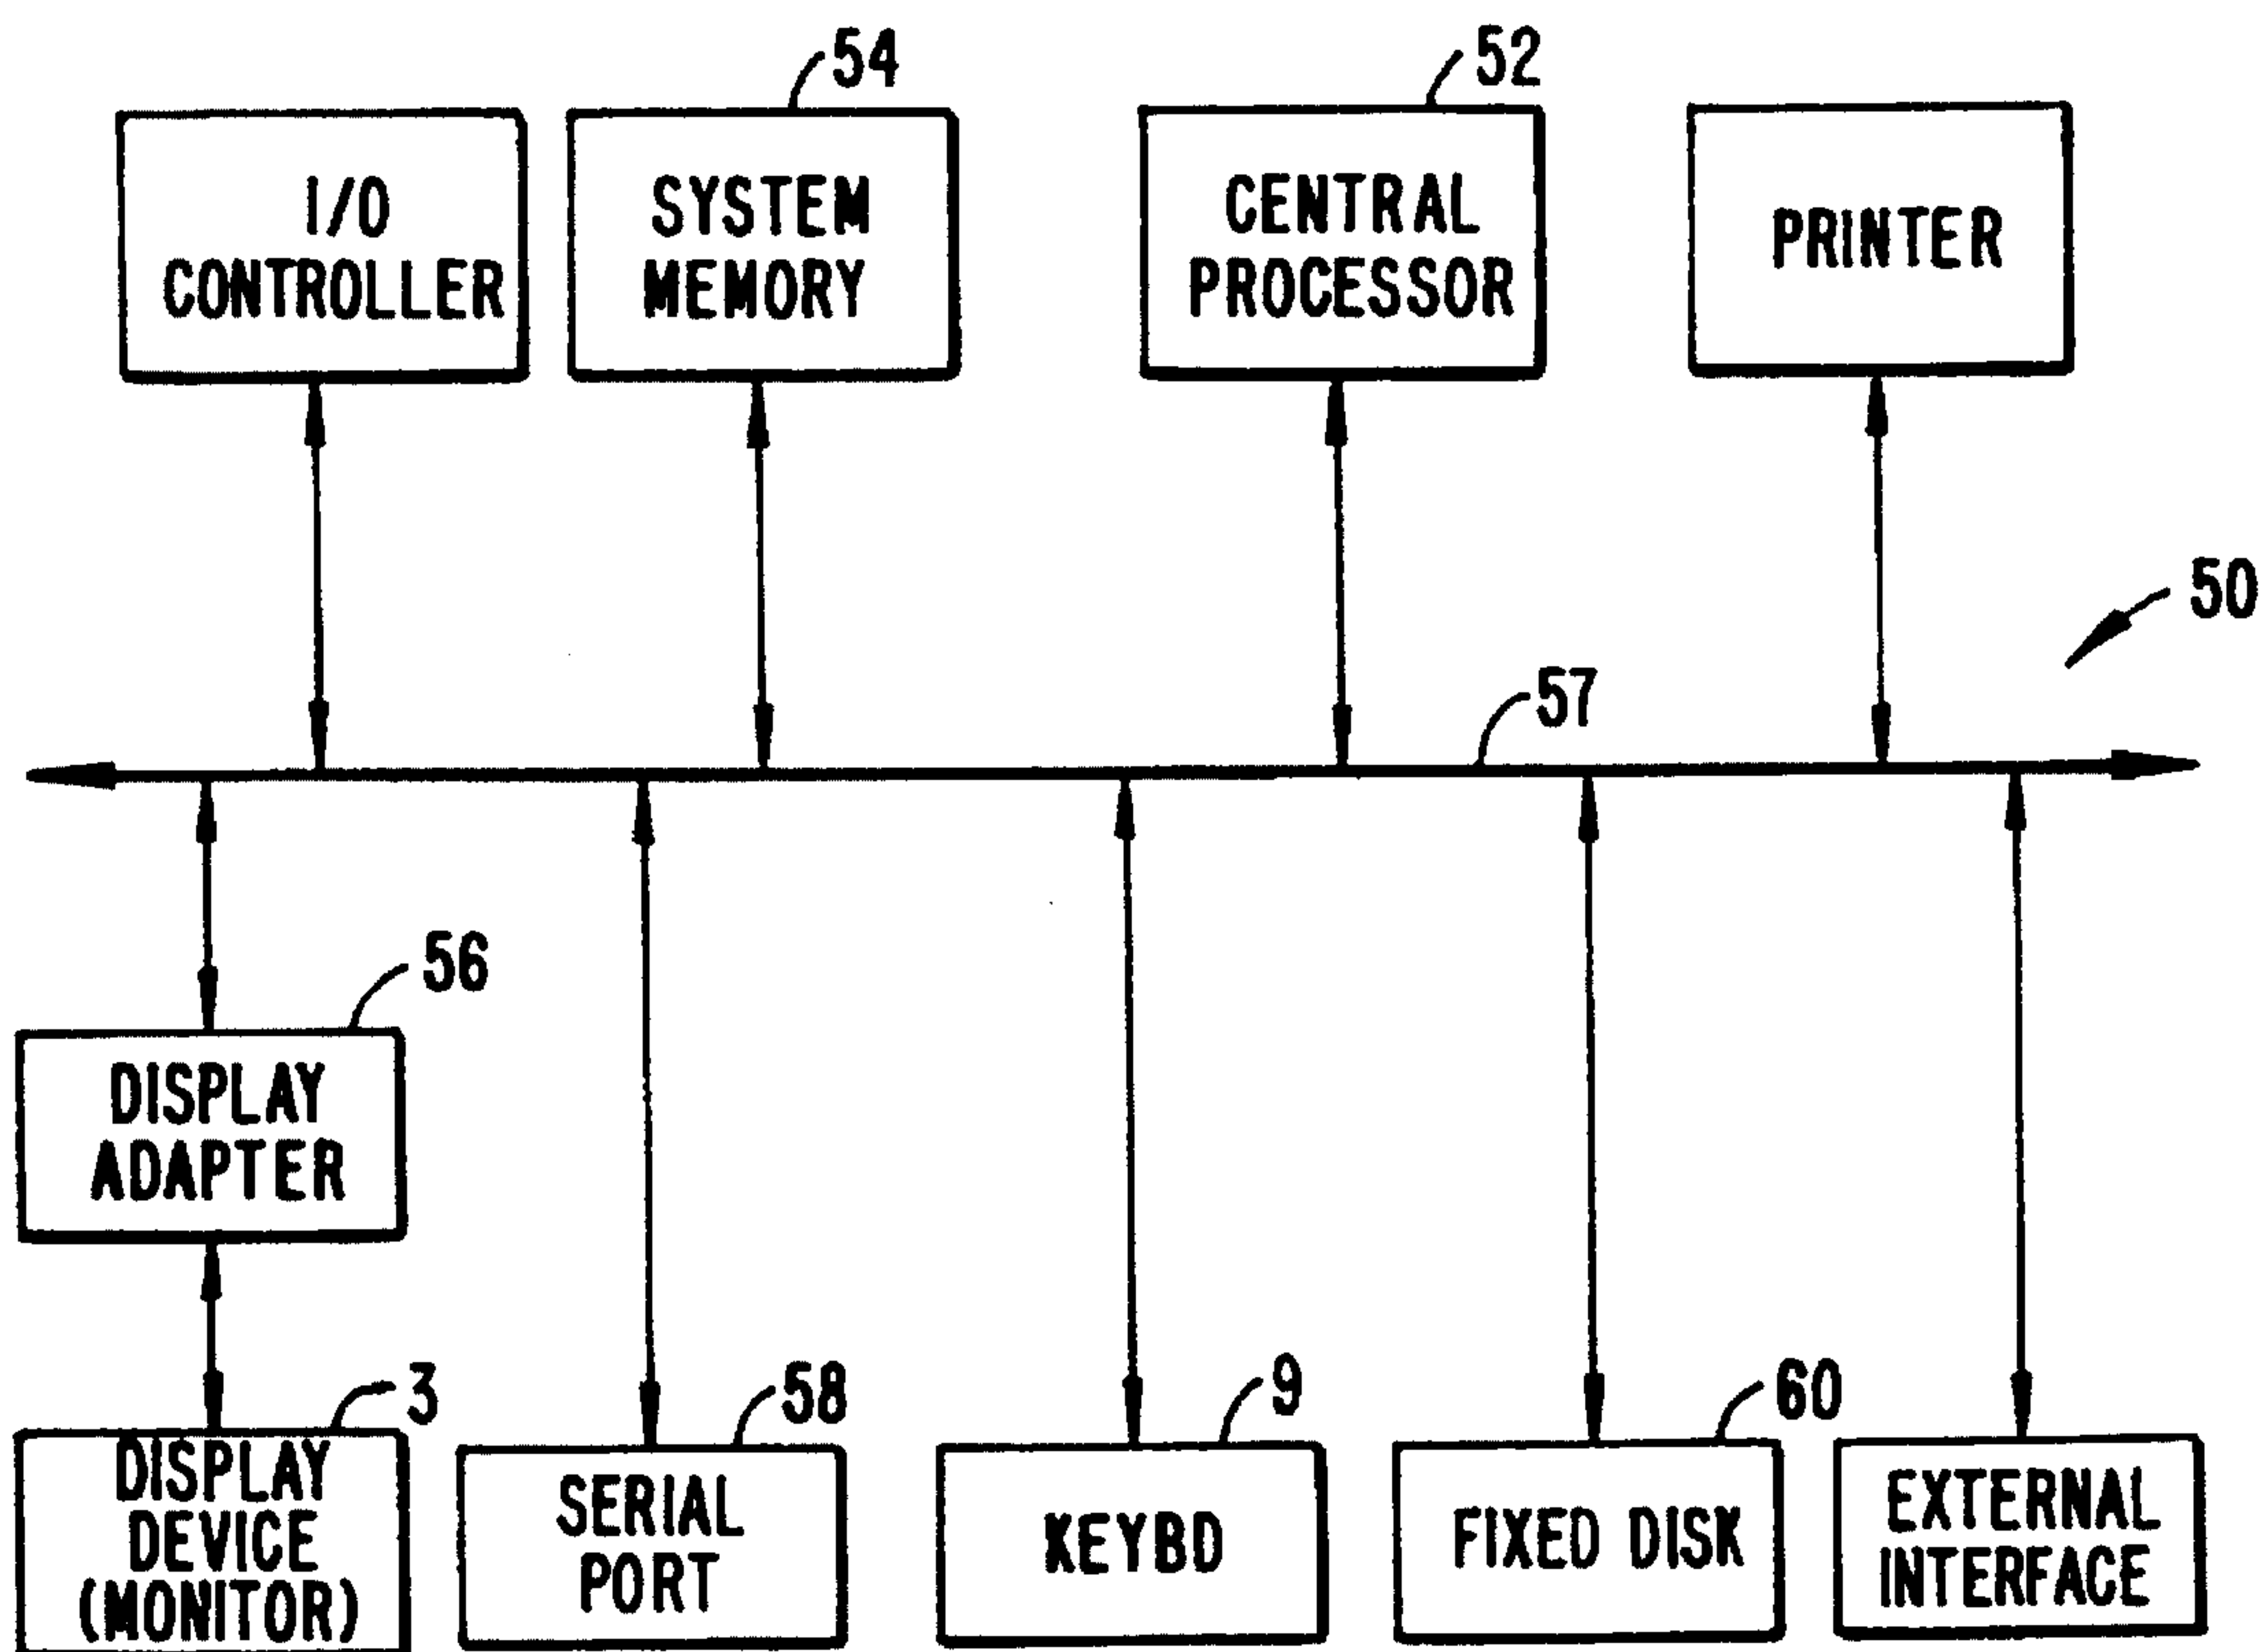 54
52
I/O
CONTROLLER
SYSTEM
MEMORY
CENTRAL
PROCESSOR
PRINTER
50
57
56
DISPLAY
ADAPTER
3
58
9
60
DISPLAY
DEVICE
(MONITOR)
SERIAL
PORT
KEYBD
FIXED DISK
EXTERNAL
INTERFACE